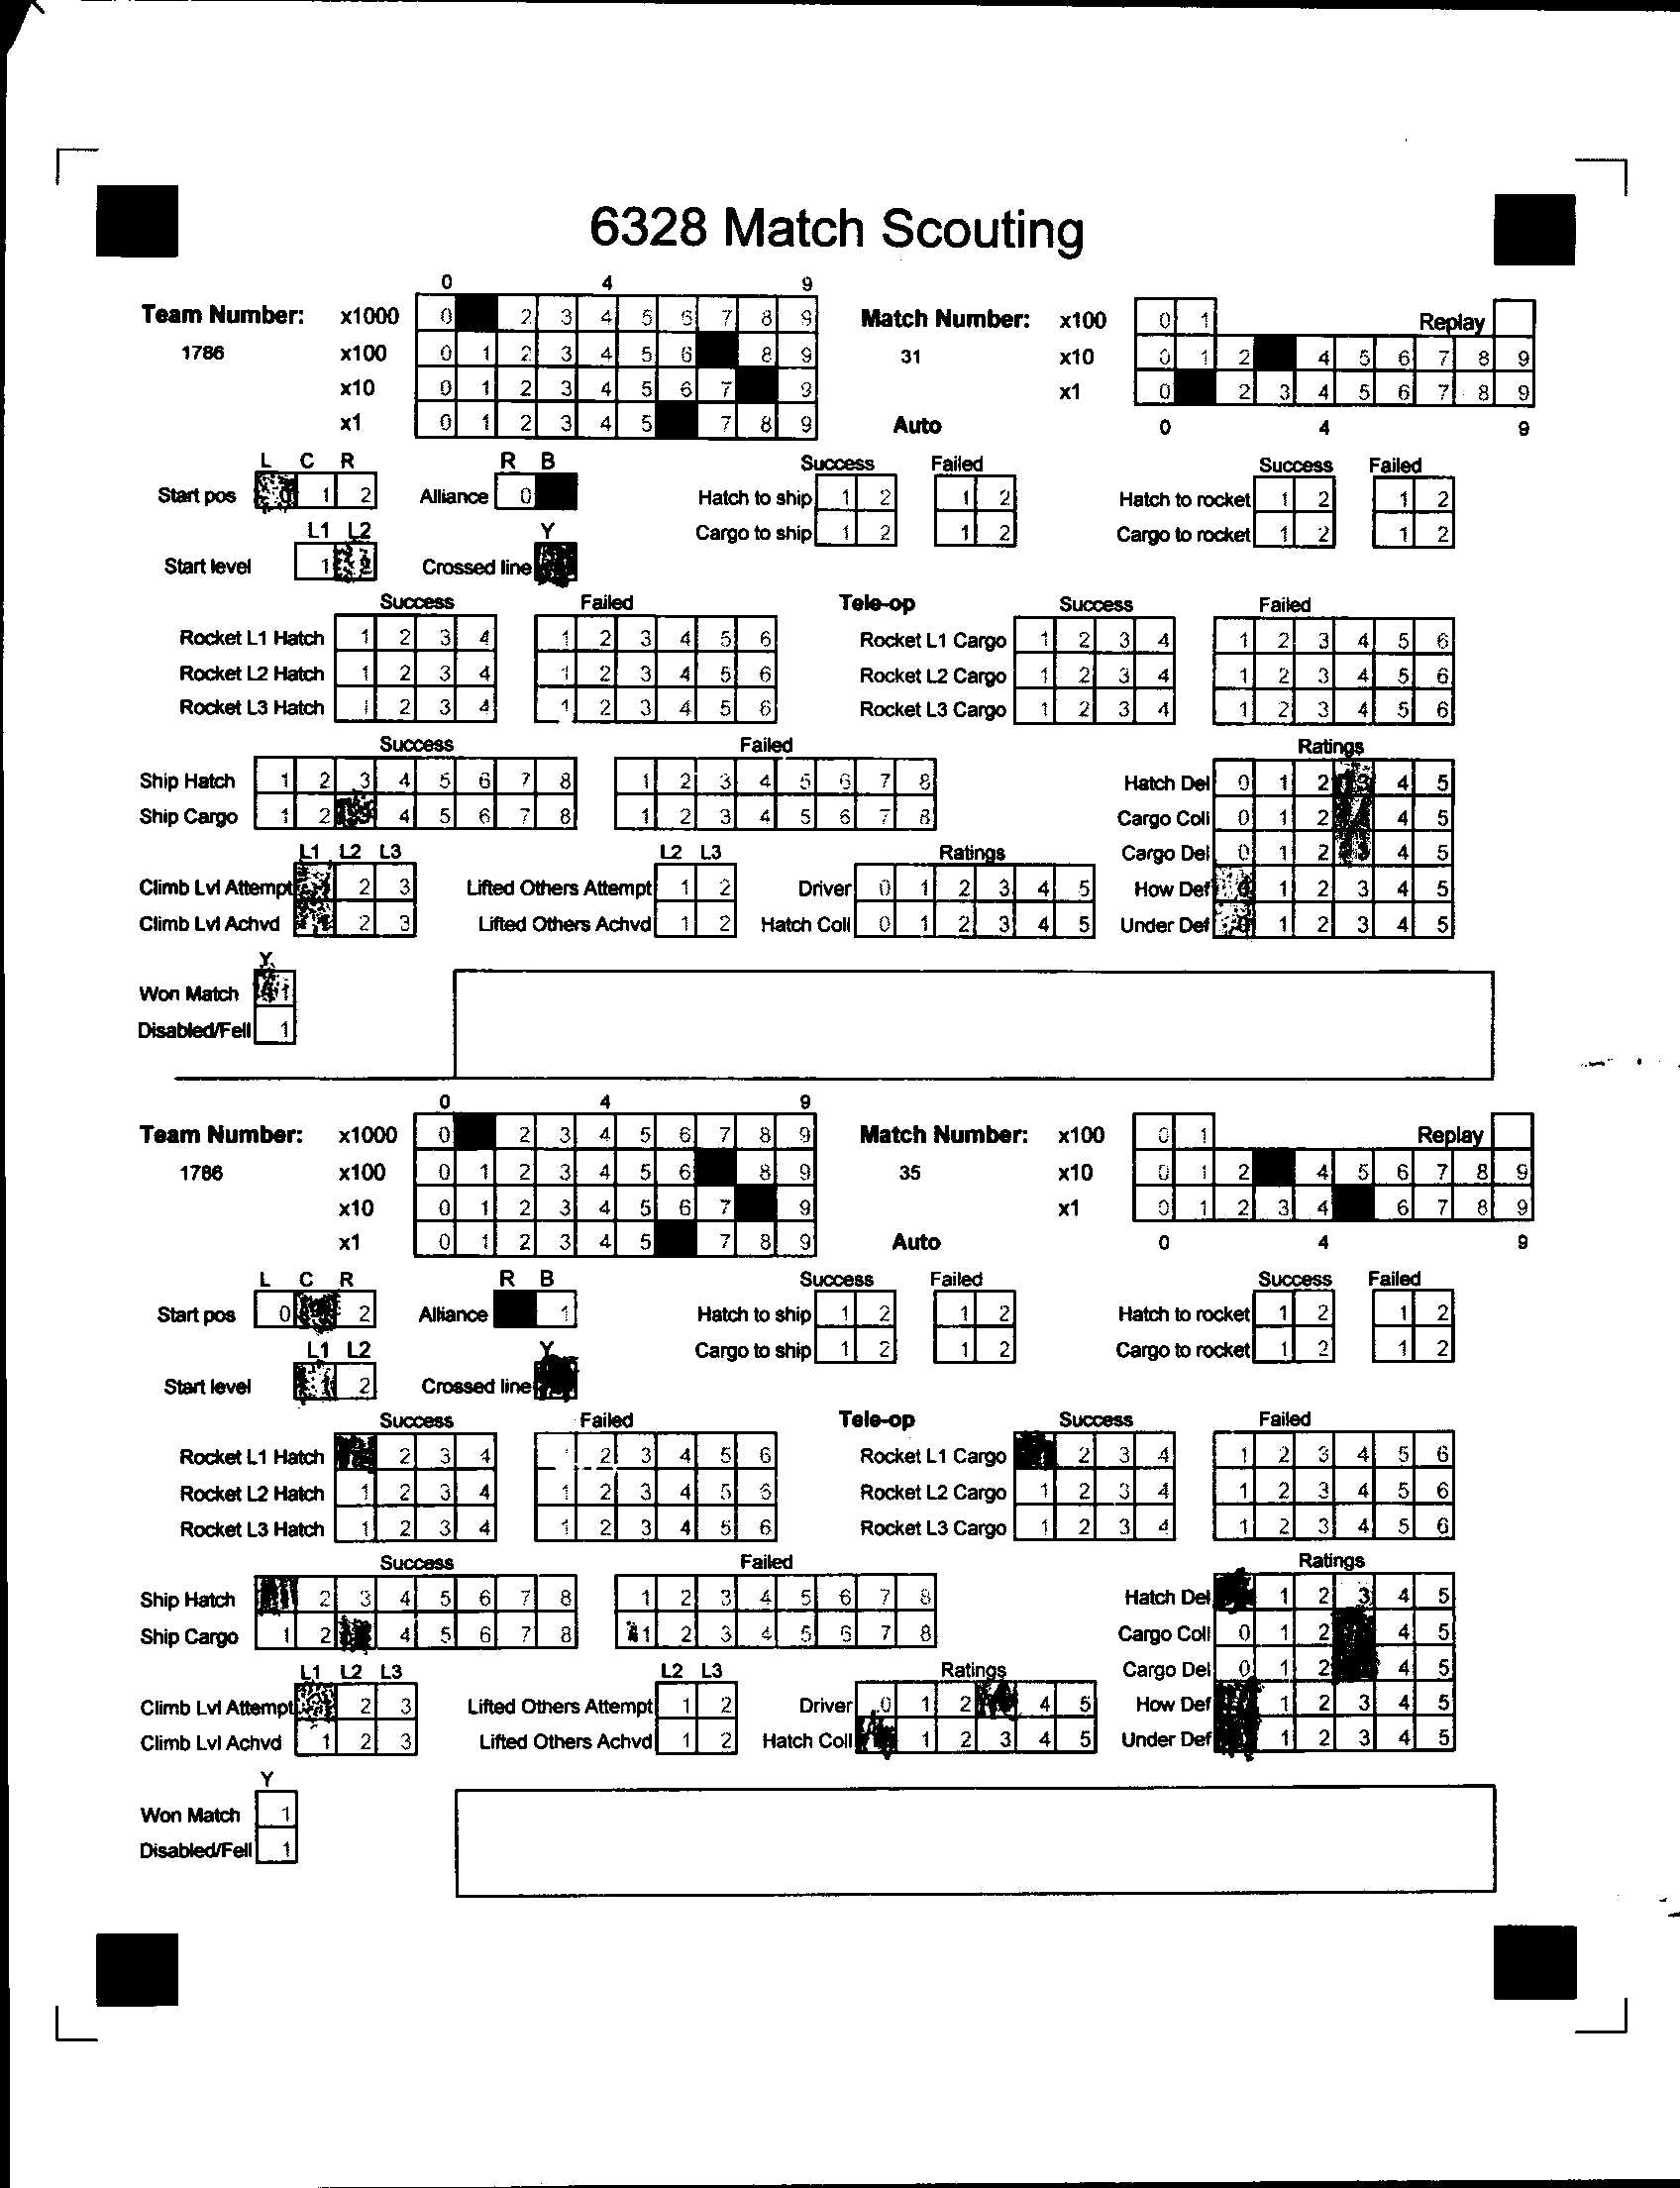 6328 Match Scouting
0 4 9
Team Number: x1000 0 2 3 4 5 6 7 8 9 Match Number: x100 0 1 Replay
1786 x100 0 1 2 3 4 5 6 8 9 31 x10 0 1 2 4 5 6 7 8 9
x10 0 1 2 3 4 5 6 7 9 x1 0 2 3 4 5 6 7 8 9
x1 0 1 2 3 4 5 7 8 9 Auto 0 4 9
L C R R B Success Failed Success Failed
Start pos 0 1 2 Alliance 0 Hatch to ship 1 2 1 2 Hatch to rocket 1 2 1 2
L1 L2 Y Cargo to ship 1 2 1 2 Cargo to rocket 1 2 1 2
Start level 1 2 Crossed line
Success Failed Tele-op Success Failed
Rocket L1 Hatch 1 2 3 4 1 2 3 4 5 6 Rocket L1 Cargo 1 2 3 4 1 2 3 4 5 6
Rocket L2 Hatch 1 2 3 4 1 2 3 4 5 6 Rocket L2 Cargo 1 2 3 4 1 2 3 4 5 6
Rocket L3 Hatch 1 2 3 4 1 2 3 4 5 6 Rocket L3 Cargo 1 2 3 4 1 2 3 4 5 6
Success Failed Ratings
Ship Hatch 1 2 3 4 5 6 7 8 1 2 3 4 5 6 7 8 Hatch Del 0 1 2 3 4 5
Ship Cargo 1 2 3 4 5 6 7 8 1 2 3 4 5 6 7 8 Cargo Coll 0 1 2 4 5
L1 L2 L3 L2 L3 Ratings Cargo Del 0 1 2 3 4 5
Climb Lvl Attempt 2 3 Lifted Others Attempt 1 2 Driver 0 1 2 3 4 5 How Def 0 1 2 3 4 5
Climb Lvl Achvd 2 3 Lifted Others Achvd 1 2 Hatch Coll 0 1 2 3 4 5 Under Def 0 1 2 3 4 5
Y
Won Match 1
Disabled/Fell 1
0 4 9
Team Number: x1000 0 2 3 4 5 6 7 8 9 Match Number: x100 0 1 Replay
1786 x100 0 1 2 3 4 5 6 8 9 35 x10 0 1 2 4 5 6 7 8 9
x10 0 1 2 3 4 5 6 7 9 x1 0 1 2 3 4 6 7 8 9
x1 0 1 2 3 4 5 7 8 9 Auto 0 4 9
L C R R B Success Failed Success Failed
Start pos 0 2 Alliance 1 Hatch to ship 1 2 1 2 Hatch to rocket 1 2 1 2
L1 L2 Y Cargo to ship 1 2 1 2 Cargo to rocket 1 2 1 2
Start level 1 2 Crossed line
Success Failed Tele-op Success Failed
Rocket L1 Hatch 2 3 4 1 2 3 4 5 6 Rocket L1 Cargo 2 3 4 1 2 3 4 5 6
Rocket L2 Hatch 1 2 3 4 1 2 3 4 5 6 Rocket L2 Cargo 1 2 3 4 1 2 3 4 5 6
Rocket L3 Hatch 1 2 3 4 1 2 3 4 5 6 Rocket L3 Cargo 1 2 3 4 1 2 3 4 5 6
Success Failed Ratings
Ship Hatch 2 3 4 5 6 7 8 1 2 3 4 5 6 7 8 Hatch Del 1 2 3 4 5
Ship Cargo 1 2 4 5 6 7 8 1 2 3 4 5 6 7 8 Cargo Coll 0 1 2 4 5
L1 L2 L3 L2 L3 Ratings Cargo Del 0 1 2 4 5
Climb Lvl Attempt 2 3 Lifted Others Attempt 1 2 Driver 0 1 2 4 5 How Def 1 2 3 4 5
Climb Lvl Achvd 1 2 3 Lifted Others Achvd 1 2 Hatch Coll 1 2 3 4 5 Under Def 1 2 3 4 5
Y
Won Match 1
Disabled/Fell 1